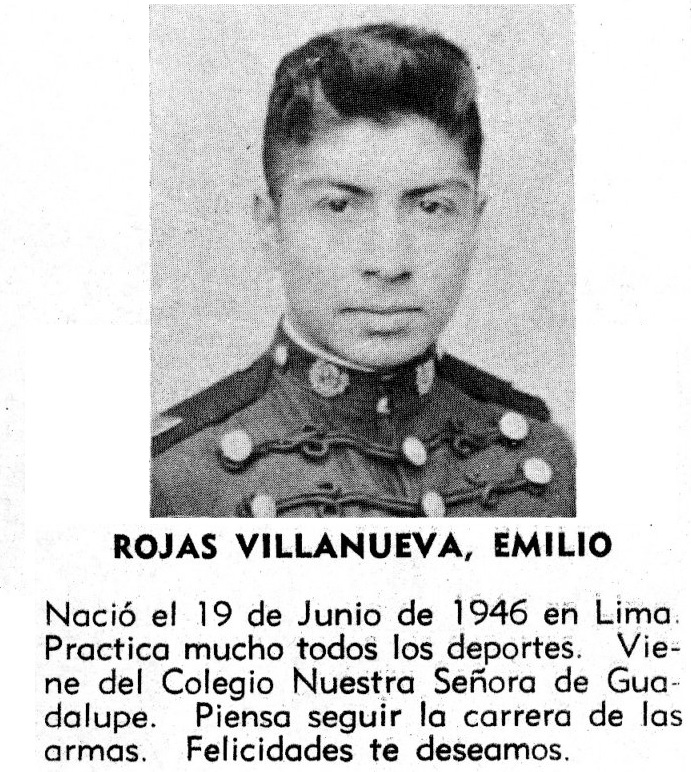 ROJAS VILLANUEVA, EMILIO
Nació el 19 de Junio de 1946 en Lima.
Practica mucho todos los deportes. Vie-
ne del Colegio Nuestra Señora de Gua-
dalupe. Piensa seguir la carrera de las
armas. Felicidades te deseamos.